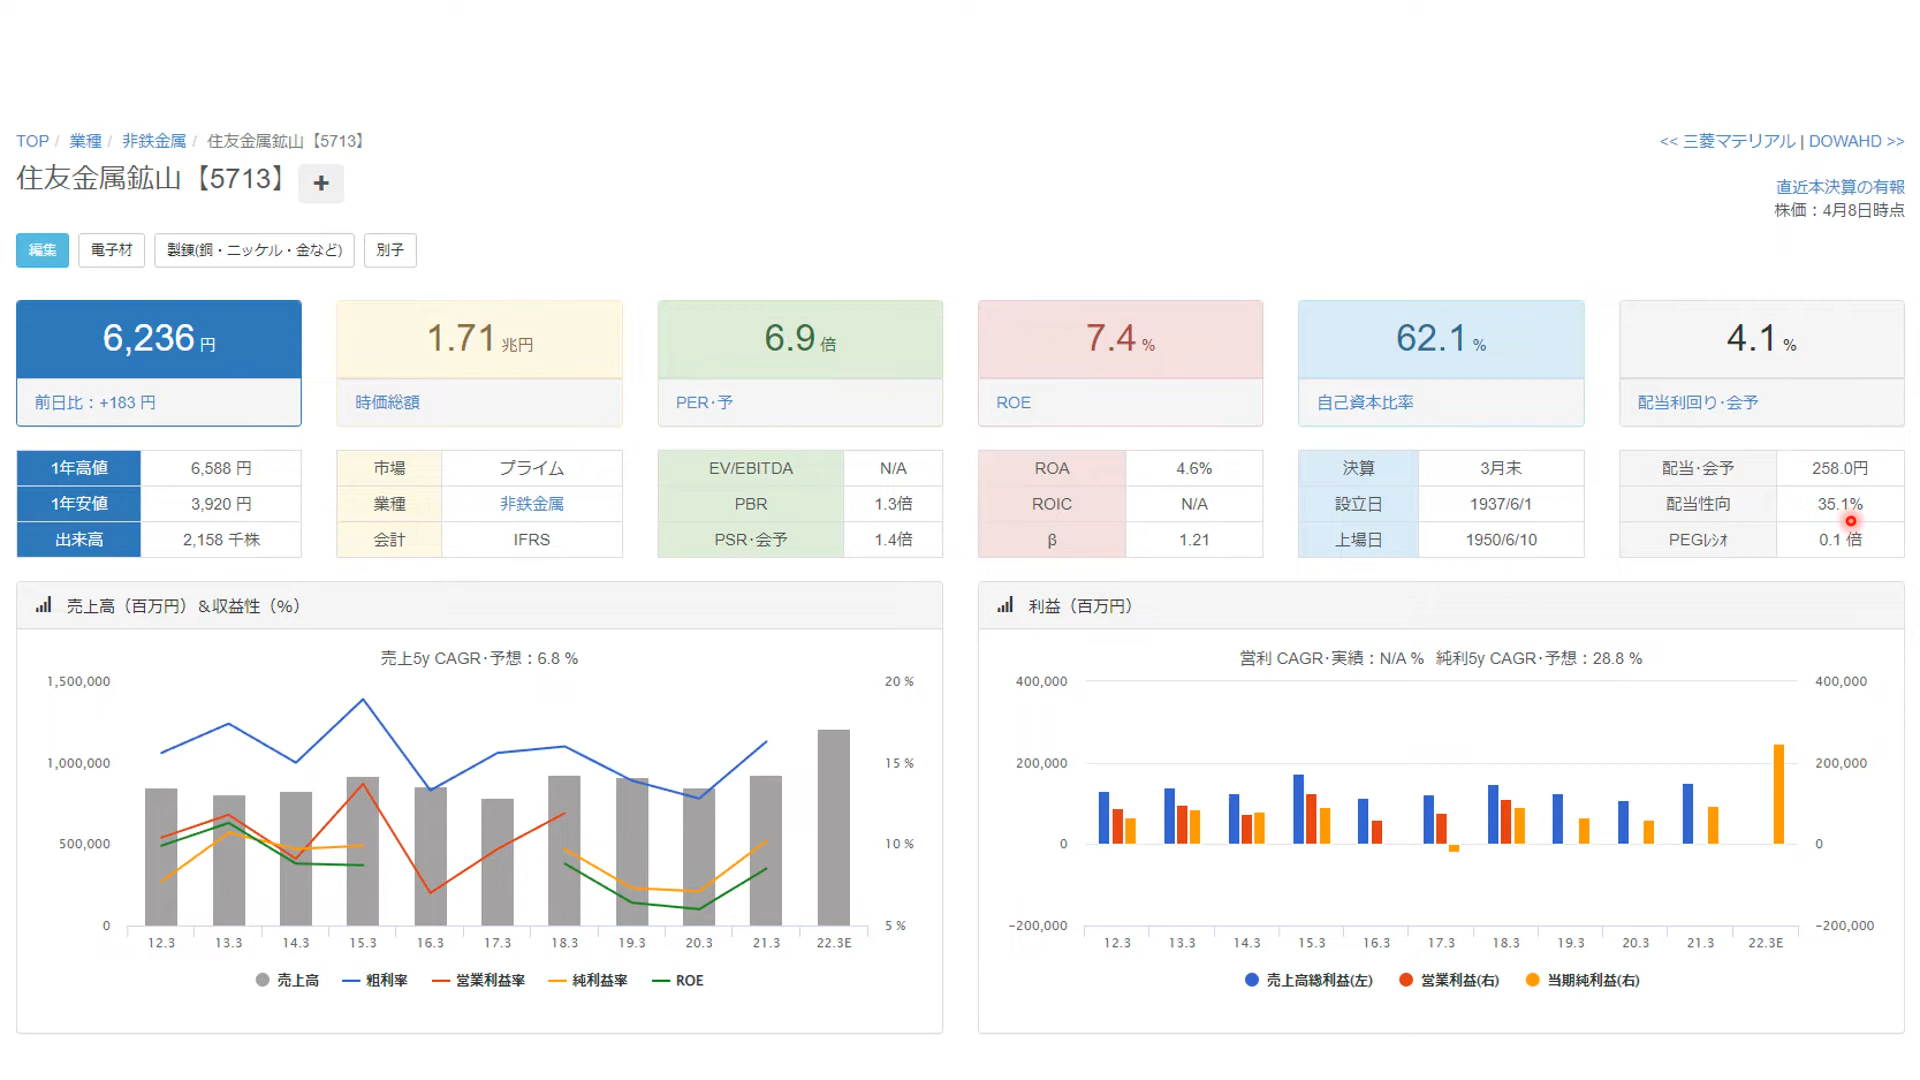 TOP / 業種 / 非鉄金属 / 住友金属鉱山【5713】
<< 三菱マテリアル | DOWAHD >>
住友金属鉱山【5713】 +
直近本決算の有報
株価：4月8日時点
編集 電子材 製錬(銅・ニッケル・金など) 別子
6,236 円
前日比：+183 円
1.71 兆円
時価総額
6.9 倍
PER･予
7.4 %
ROE
62.1 %
自己資本比率
4.1 %
配当利回り･会予
1年高値 6,588 円
1年安値 3,920 円
出来高 2,158 千株
市場 プライム
業種 非鉄金属
会計 IFRS
EV/EBITDA N/A
PBR 1.3倍
PSR･会予 1.4倍
ROA 4.6%
ROIC N/A
β 1.21
決算 3月末
設立日 1937/6/1
上場日 1950/6/10
配当･会予 258.0円
配当性向 35.1%
PEGﾚｼｵ 0.1 倍
売上高（百万円）＆収益性（%）
売上5y CAGR･予想：6.8 %
1,500,000 20 %
1,000,000 15 %
500,000 10 %
0 5 %
12.3 13.3 14.3 15.3 16.3 17.3 18.3 19.3 20.3 21.3 22.3E
売上高 粗利率 営業利益率 純利益率 ROE
利益（百万円）
営利 CAGR･実績：N/A % 純利5y CAGR･予想：28.8 %
400,000 400,000
200,000 200,000
0 0
-200,000 -200,000
12.3 13.3 14.3 15.3 16.3 17.3 18.3 19.3 20.3 21.3 22.3E
売上高総利益(左) 営業利益(右) 当期純利益(右)